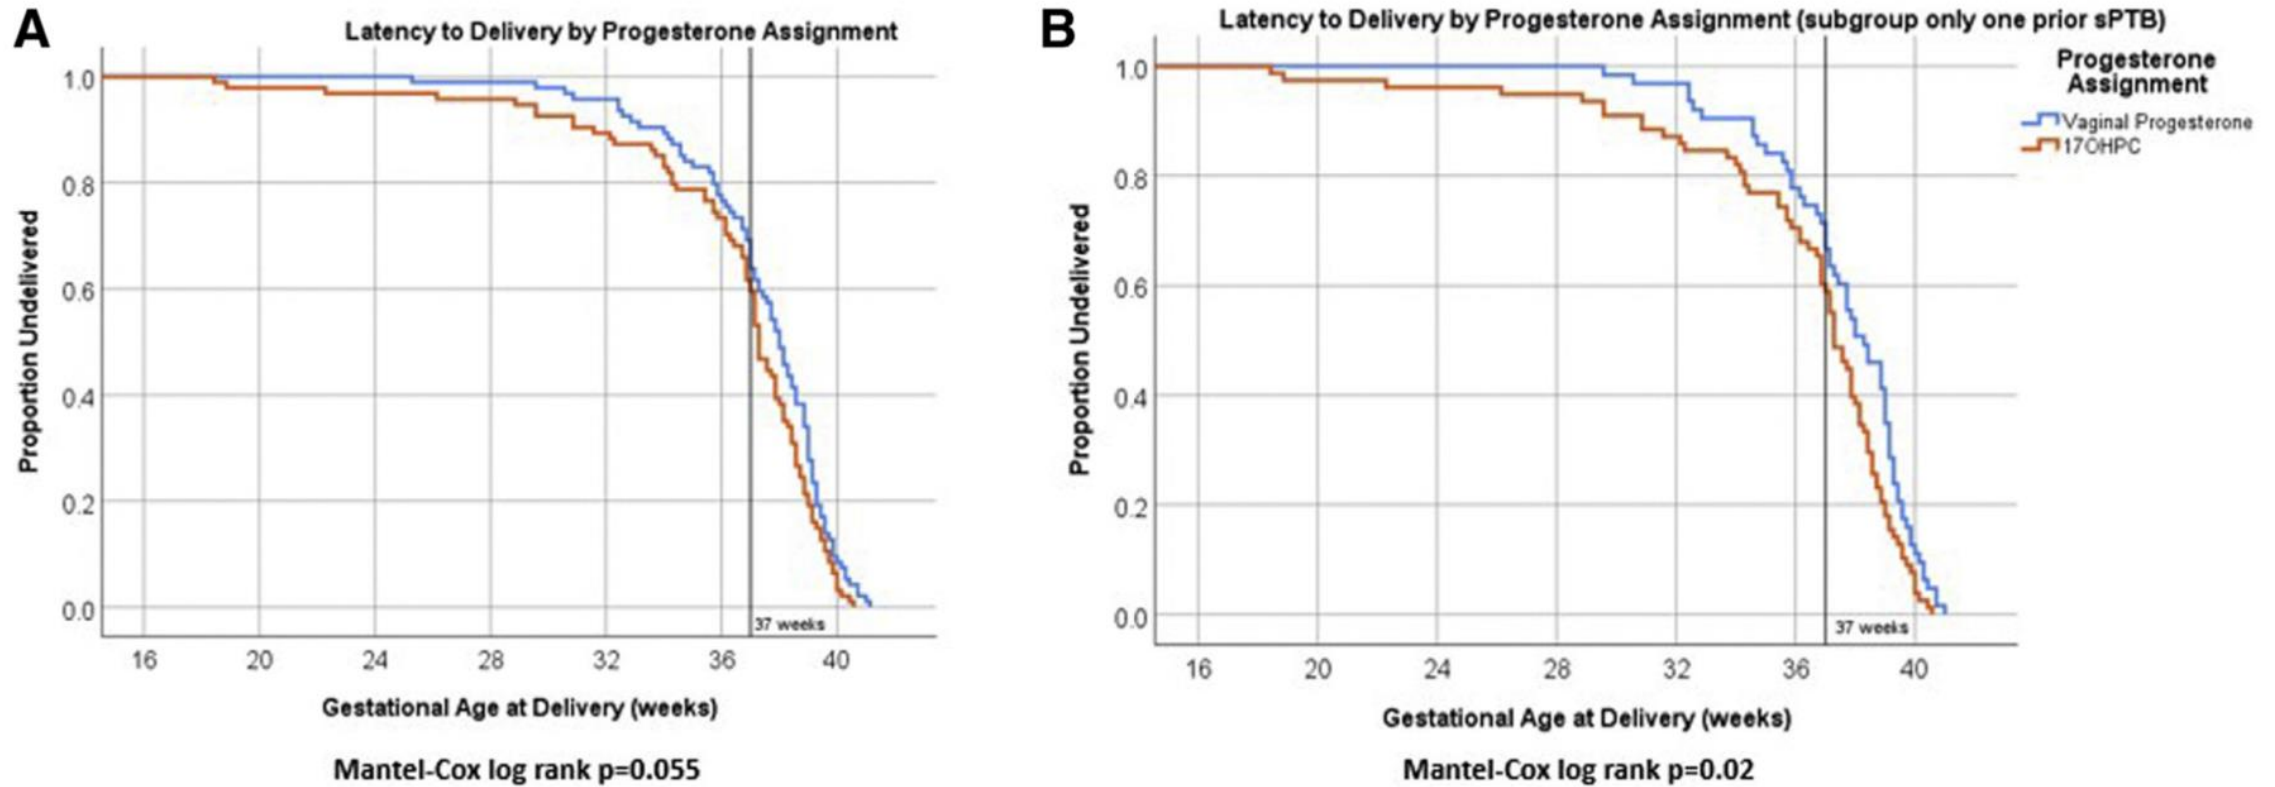 A
Latency to Delivery by Progesterone Assignment
1.0
0.8
0.6
0.4
0.2
0.0
Proportion Undelivered
37 weeks
16 20 24 28 32 36 40
Gestational Age at Delivery (weeks)
Mantel-Cox log rank p=0.055
B
Latency to Delivery by Progesterone Assignment (subgroup only one prior sPTB)
Progesterone
Assignment
Vaginal Progesterone
17OHPC
1.0
0.8
0.6
0.4
0.2
0.0
Proportion Undelivered
37 weeks
16 20 24 28 32 36 40
Gestational Age at Delivery (weeks)
Mantel-Cox log rank p=0.02